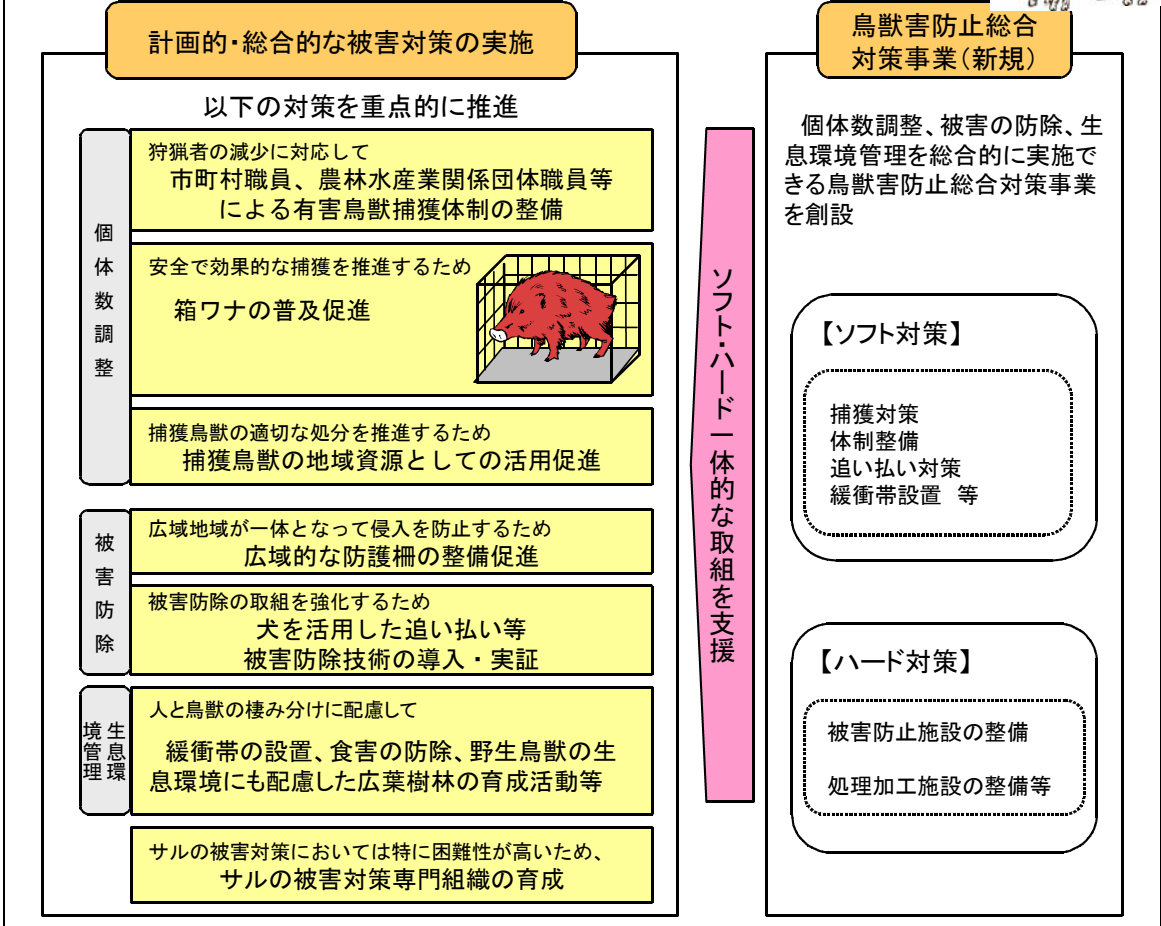 計画的・総合的な被害対策の実施
以下の対策を重点的に推進
個体数調整
狩猟者の減少に対応して
市町村職員、農林水産業関係団体職員等
による有害鳥獣捕獲体制の整備
安全で効果的な捕獲を推進するため
箱ワナの普及促進
捕獲鳥獣の適切な処分を推進するため
捕獲鳥獣の地域資源としての活用促進
被害防除
広域地域が一体となって侵入を防止するため
広域的な防護柵の整備促進
被害防除の取組を強化するため
犬を活用した追い払い等
被害防除技術の導入・実証
生息環
境管理
人と鳥獣の棲み分けに配慮して
緩衝帯の設置、食害の防除、野生鳥獣の生
息環境にも配慮した広葉樹林の育成活動等
サルの被害対策においては特に困難性が高いため、
サルの被害対策専門組織の育成
ソフト・ハード一体的な取組を支援
鳥獣害防止総合
対策事業(新規)
個体数調整、被害の防除、生
息環境管理を総合的に実施で
きる鳥獣害防止総合対策事業
を創設
【ソフト対策】
捕獲対策
体制整備
追い払い対策
緩衝帯設置 等
【ハード対策】
被害防止施設の整備
処理加工施設の整備等